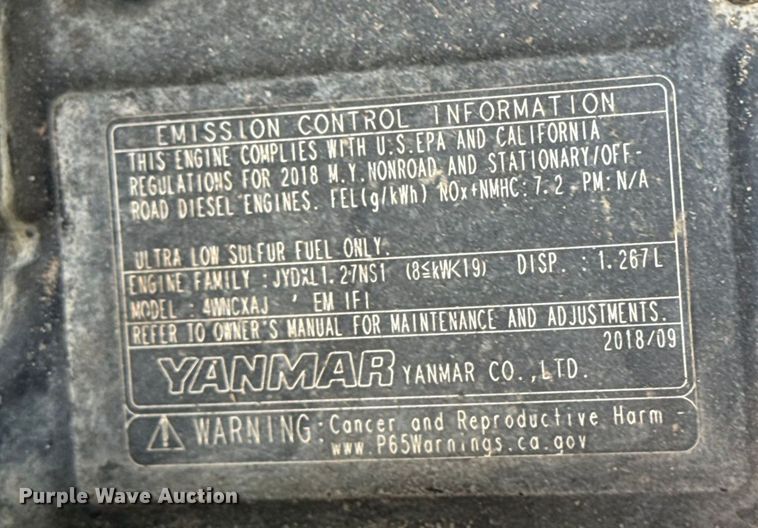 EMISSION CONTROL INFORMATION
THIS ENGINE COMPLIES WITH U.S.EPA AND CALIFORNIA
REGULATIONS FOR 2018 M.Y. NONROAD AND STATIONARY/OFF-
ROAD DIESEL ENGINES. FEL(g/kWh) NOx+NMHC:7.2 PM:N/A
ULTRA LOW SULFUR FUEL ONLY.
ENGINE FAMILY : JYDXL1.27NS1 (8≦kW<19) DISP. : 1.267L
MODEL : EM IFI
REFER TO OWNER'S MANUAL FOR MAINTENANCE AND ADJUSTMENTS.
2018/09
YANMAR YANMAR CO.,LTD.
WARNING: Cancer and Reproductive Harm -
www.P65Warnings.ca.gov
Purple Wave Auction